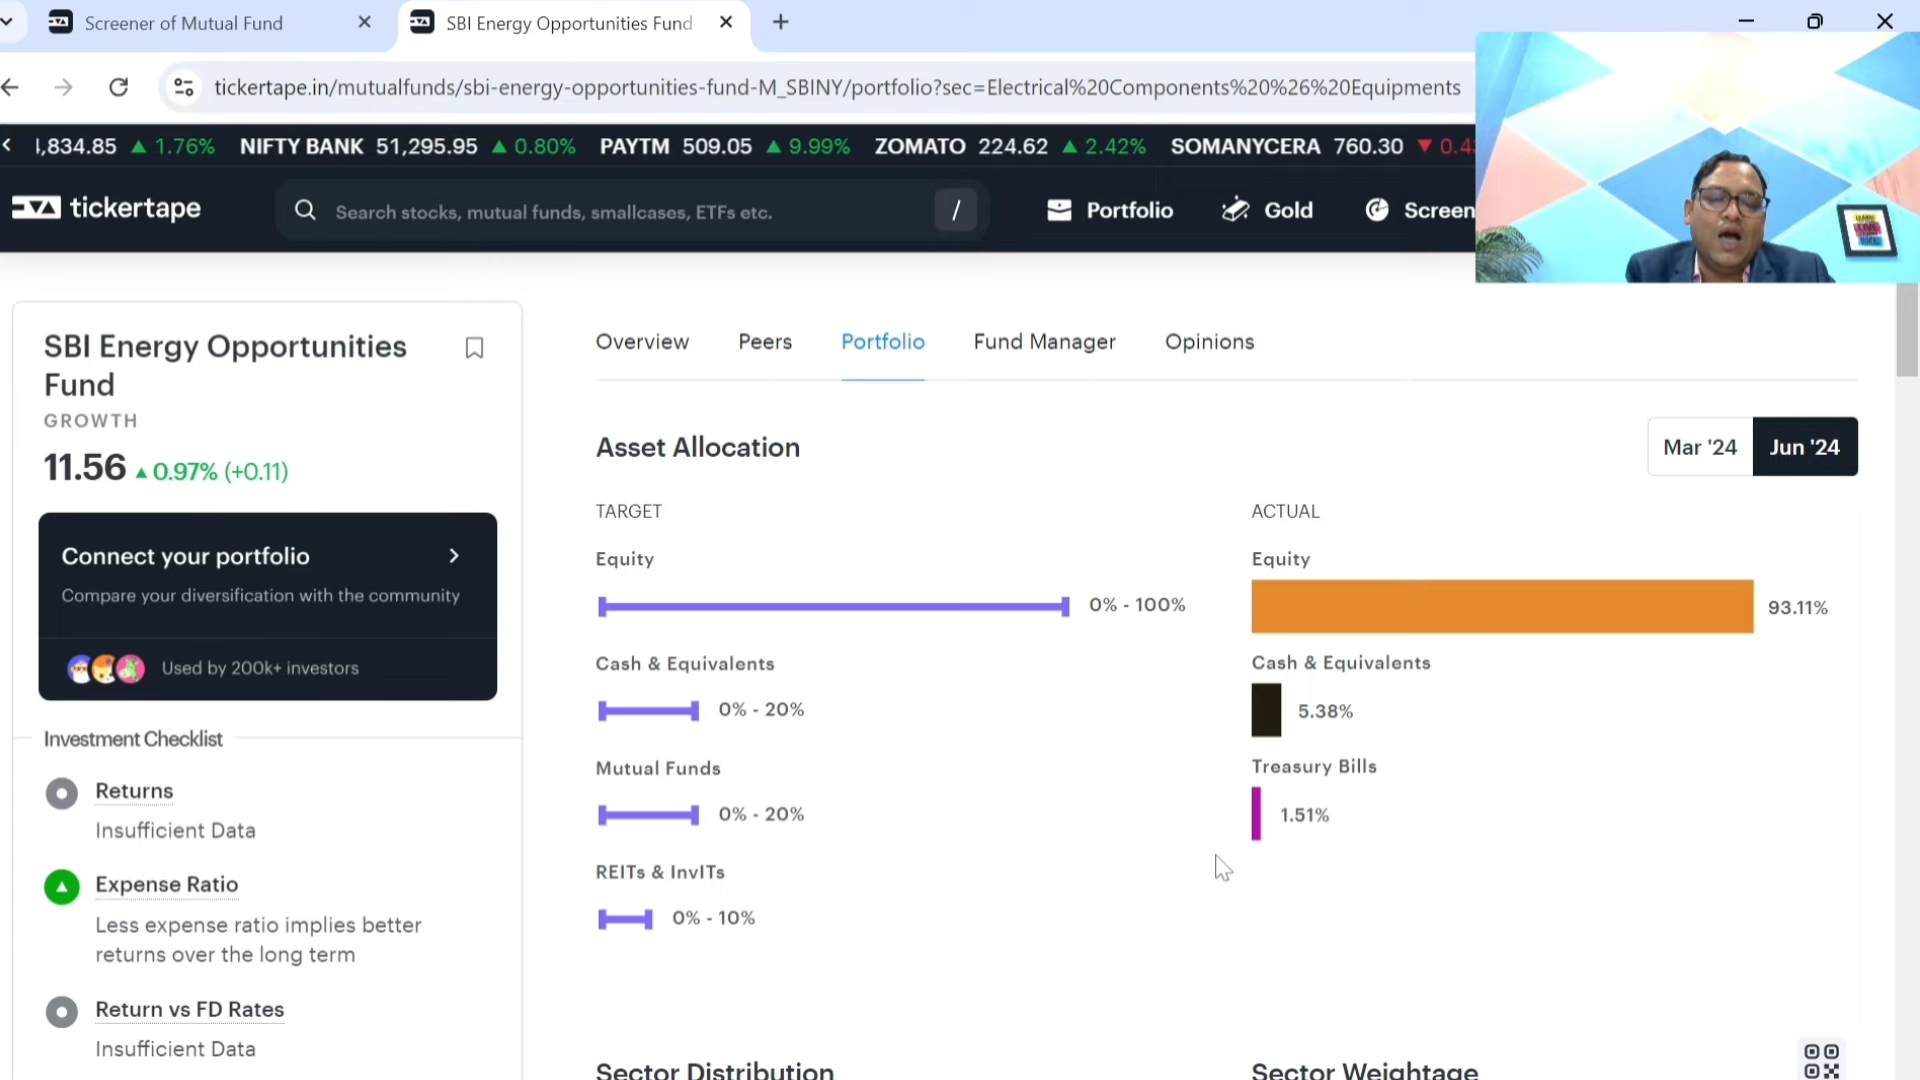 Screener of Mutual Fund
SBI Energy Opportunities Fund
tickertape.in/mutualfunds/sbi-energy-opportunities-fund-M_SBINY/portfolio?sec=Electrical%20Components%20%26%20Equipments
,834.85 ▲ 1.76% NIFTY BANK 51,295.95 ▲ 0.80% PAYTM 509.05 ▲ 9.99% ZOMATO 224.62 ▲ 2.42% SOMANYCERA 760.30 ▼ 0.4
tickertape
Search stocks, mutual funds, smallcases, ETFs etc.
/
Portfolio
Gold
Screen
SBI Energy Opportunities
Fund
GROWTH
11.56 ▲ 0.97% (+0.11)
Connect your portfolio
Compare your diversification with the community
Used by 200k+ investors
Investment Checklist
Returns
Insufficient Data
Expense Ratio
Less expense ratio implies better
returns over the long term
Return vs FD Rates
Insufficient Data
Overview Peers Portfolio Fund Manager Opinions
Asset Allocation
Mar '24 Jun '24
TARGET
Equity
0% - 100%
Cash & Equivalents
0% - 20%
Mutual Funds
0% - 20%
REITs & InvITs
0% - 10%
ACTUAL
Equity
93.11%
Cash & Equivalents
5.38%
Treasury Bills
1.51%
Sector Distribution
Sector Weightage